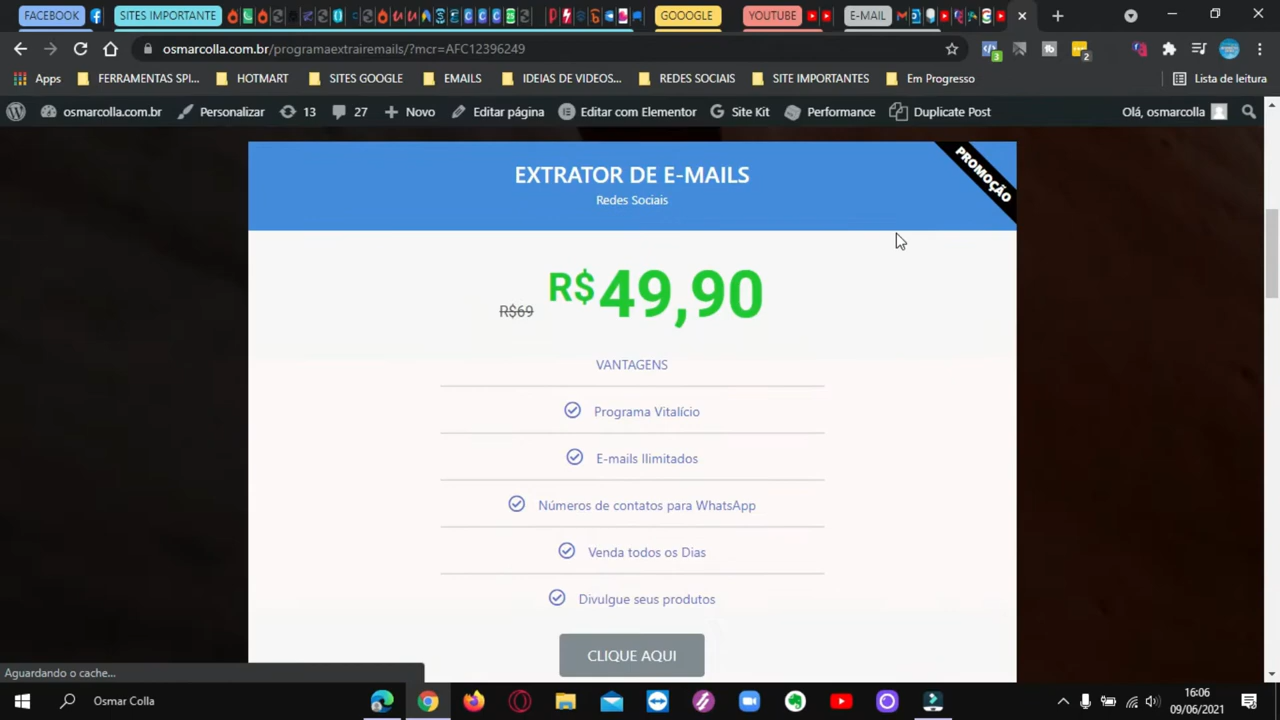 FACEBOOK SITES IMPORTANTE GOOOGLE YOUTUBE E-MAIL
osmarcolla.com.br/programaextrairemails/?mcr=AFC12396249 3 2
Apps FERRAMENTAS SPI... HOTMART SITES GOOGLE EMAILS IDEIAS DE VIDEOS... REDES SOCIAIS SITE IMPORTANTES Em Progresso Lista de leitura
osmarcolla.com.br Personalizar 13 27 Novo Editar página Editar com Elementor Site Kit Performance Duplicate Post Olá, osmarcolla
PROMOÇÃO
EXTRATOR DE E-MAILS
Redes Sociais
R$69 R$49,90
VANTAGENS
Programa Vitalício
E-mails Ilimitados
Números de contatos para WhatsApp
Venda todos os Dias
Divulgue seus produtos
CLIQUE AQUI
Aguardando o cache...
Osmar Colla 16:06
09/06/2021